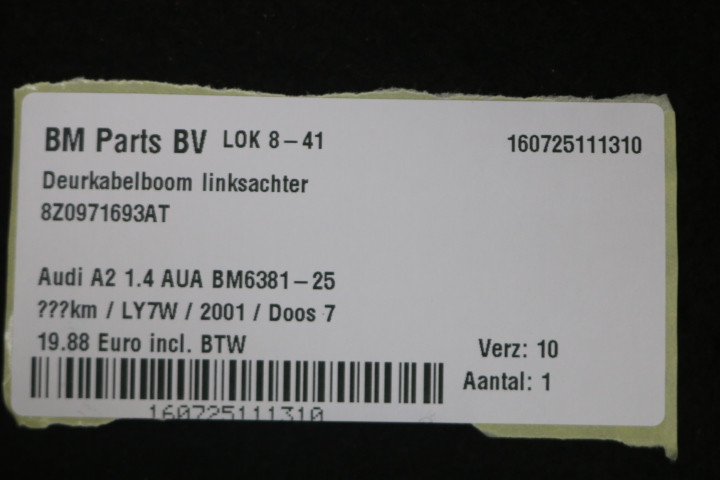 BM Parts BV LOK 8-41 160725111310
Deurkabelboom linksachter
8Z0971693AT
Audi A2 1.4 AUA BM6381-25
???km / LY7W / 2001 / Doos 7
19.88 Euro incl. BTW Verz: 10
Aantal: 1
160725111310